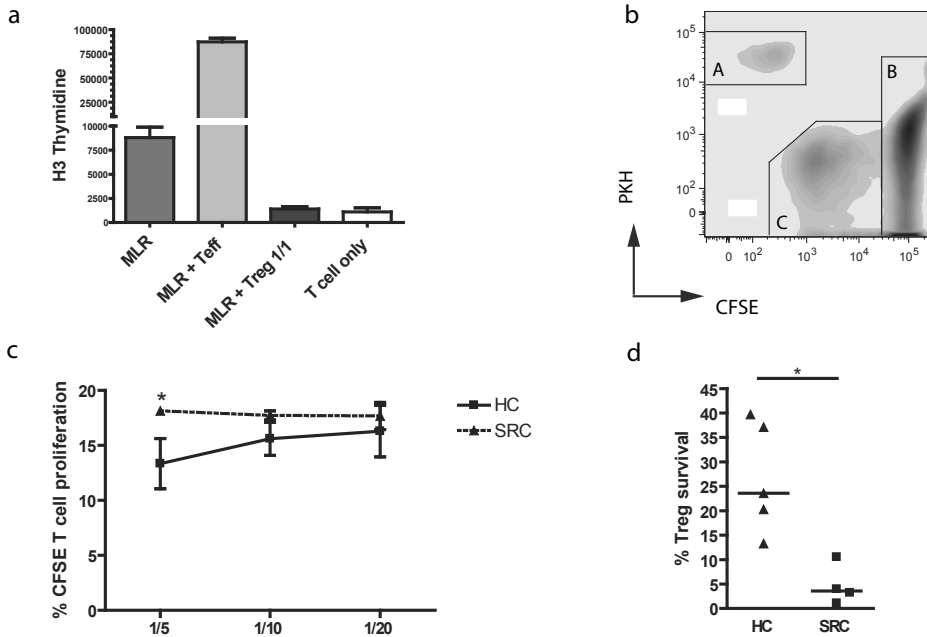 a
H3 Thymidine
100000
75000
50000
25000
10000
7500
5000
2500
0
MLR
MLR + Teff
MLR + Treg 1/1
T cell only
b
PKH
10^5
10^4
10^3
10^2
0
A
B
C
0 10^2 10^3 10^4 10^5
CFSE
c
% CFSE T cell proliferation
20
15
10
5
0
*
HC
SRC
1/5 1/10 1/20
d
% Treg survival
45
40
35
30
25
20
15
10
5
0
*
HC SRC